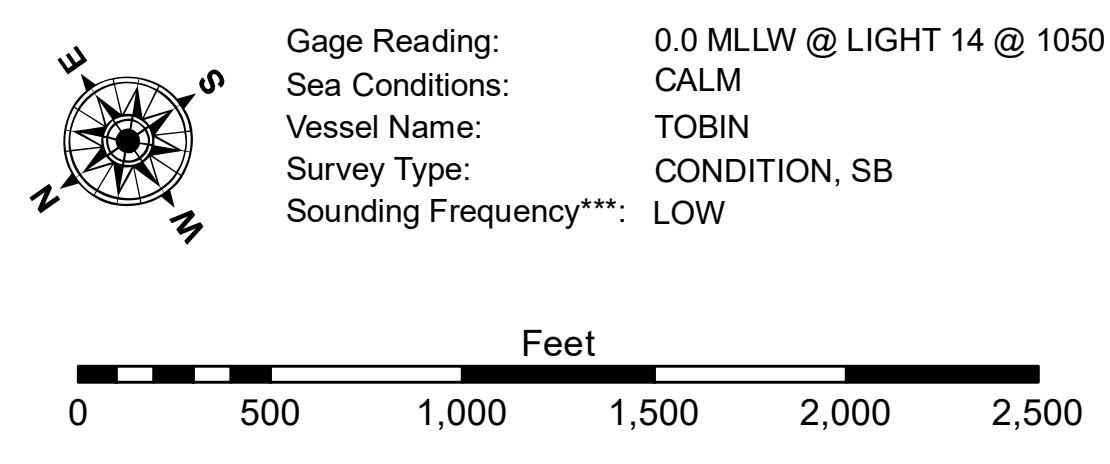 E
S
N
W
Gage Reading: 0.0 MLLW @ LIGHT 14 @ 1050
Sea Conditions: CALM
Vessel Name: TOBIN
Survey Type: CONDITION, SB
Sounding Frequency***: LOW
Feet
0 500 1,000 1,500 2,000 2,500